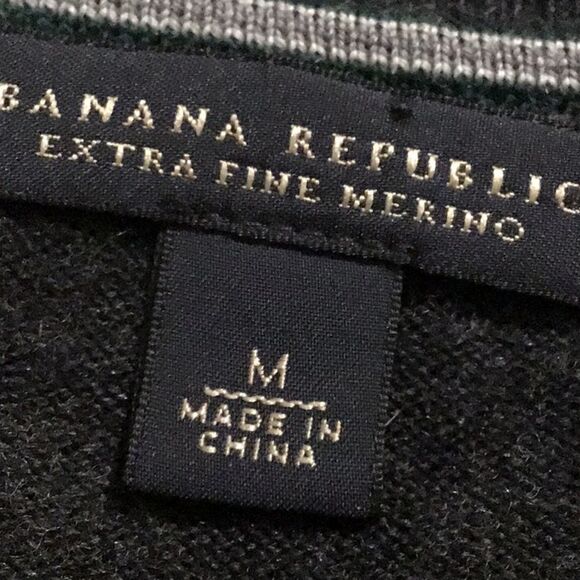 BANANA REPUBLIC
EXTRA FINE MERINO
M
MADE IN
CHINA